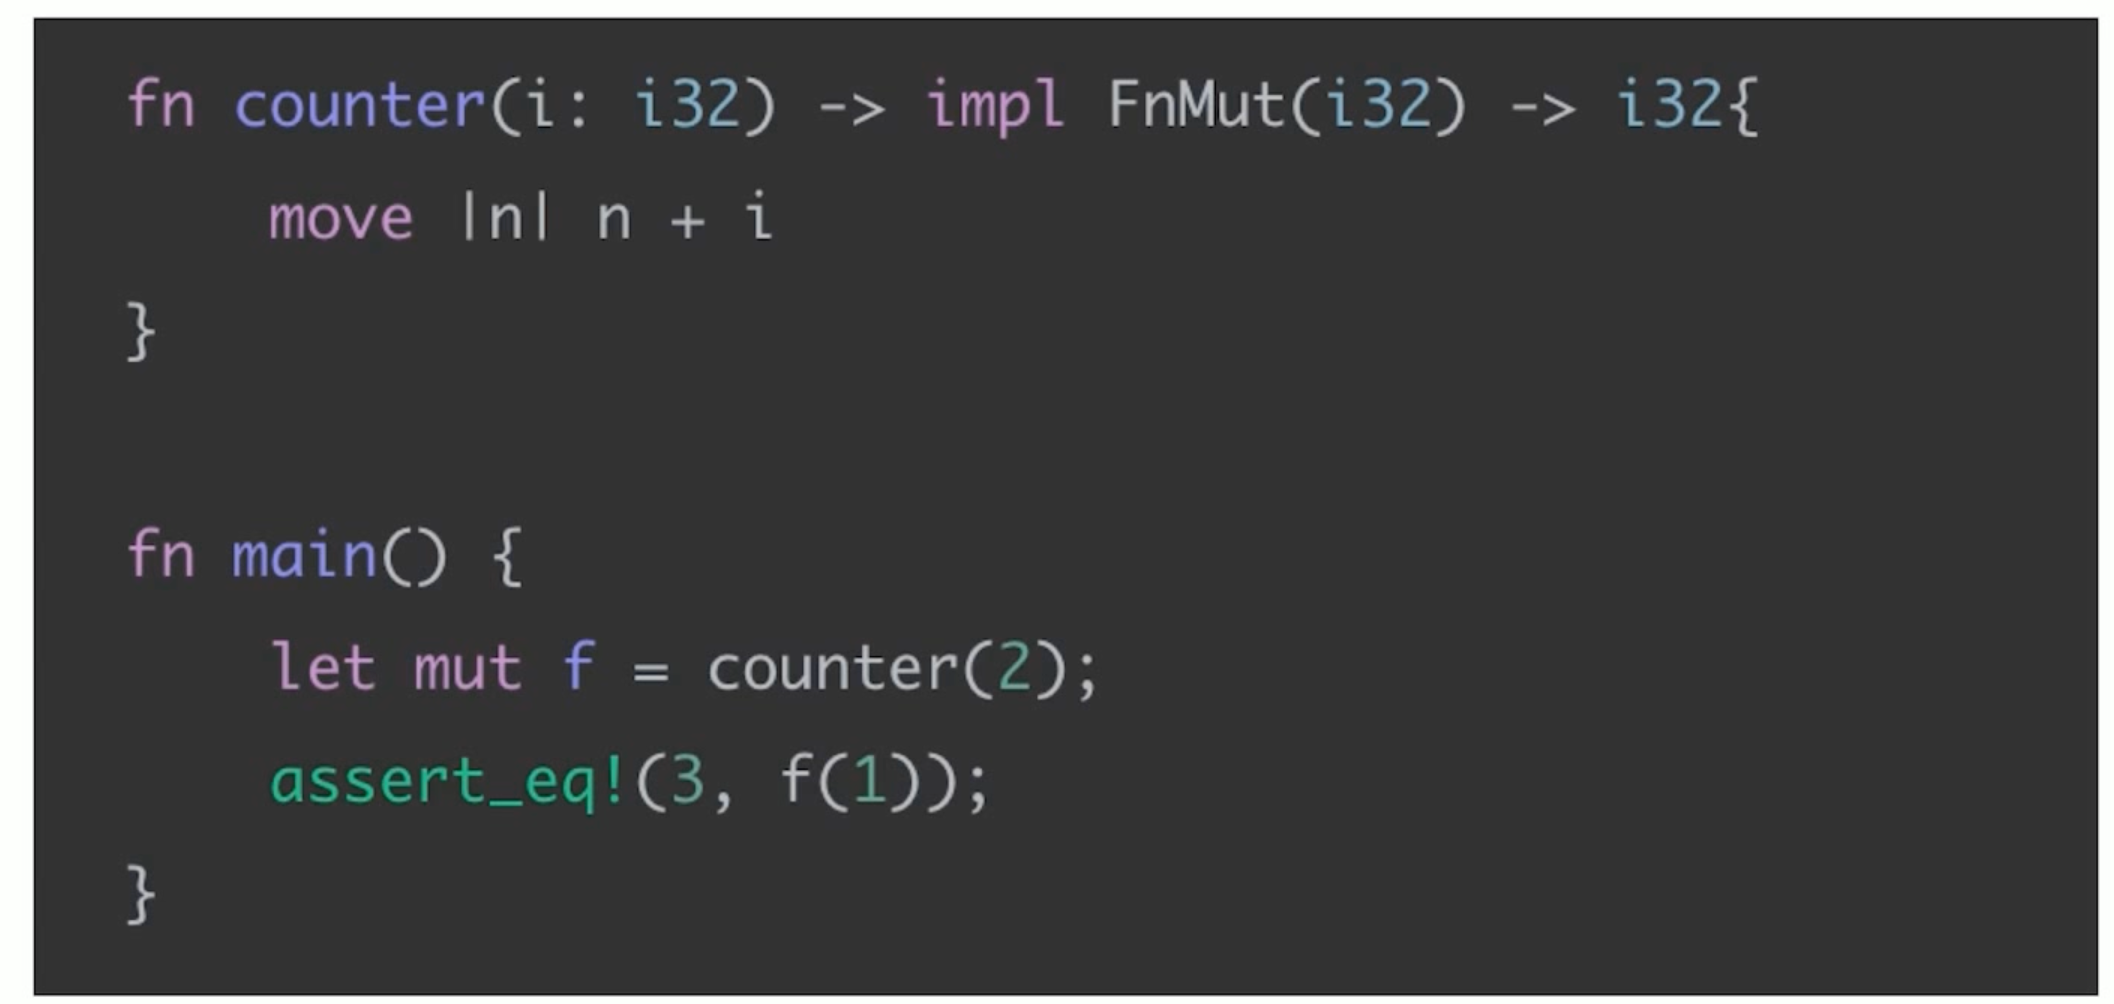 fn counter(i: i32) -> impl FnMut(i32) -> i32{
    move |n| n + i
}

fn main() {
    let mut f = counter(2);
    assert_eq!(3, f(1));
}